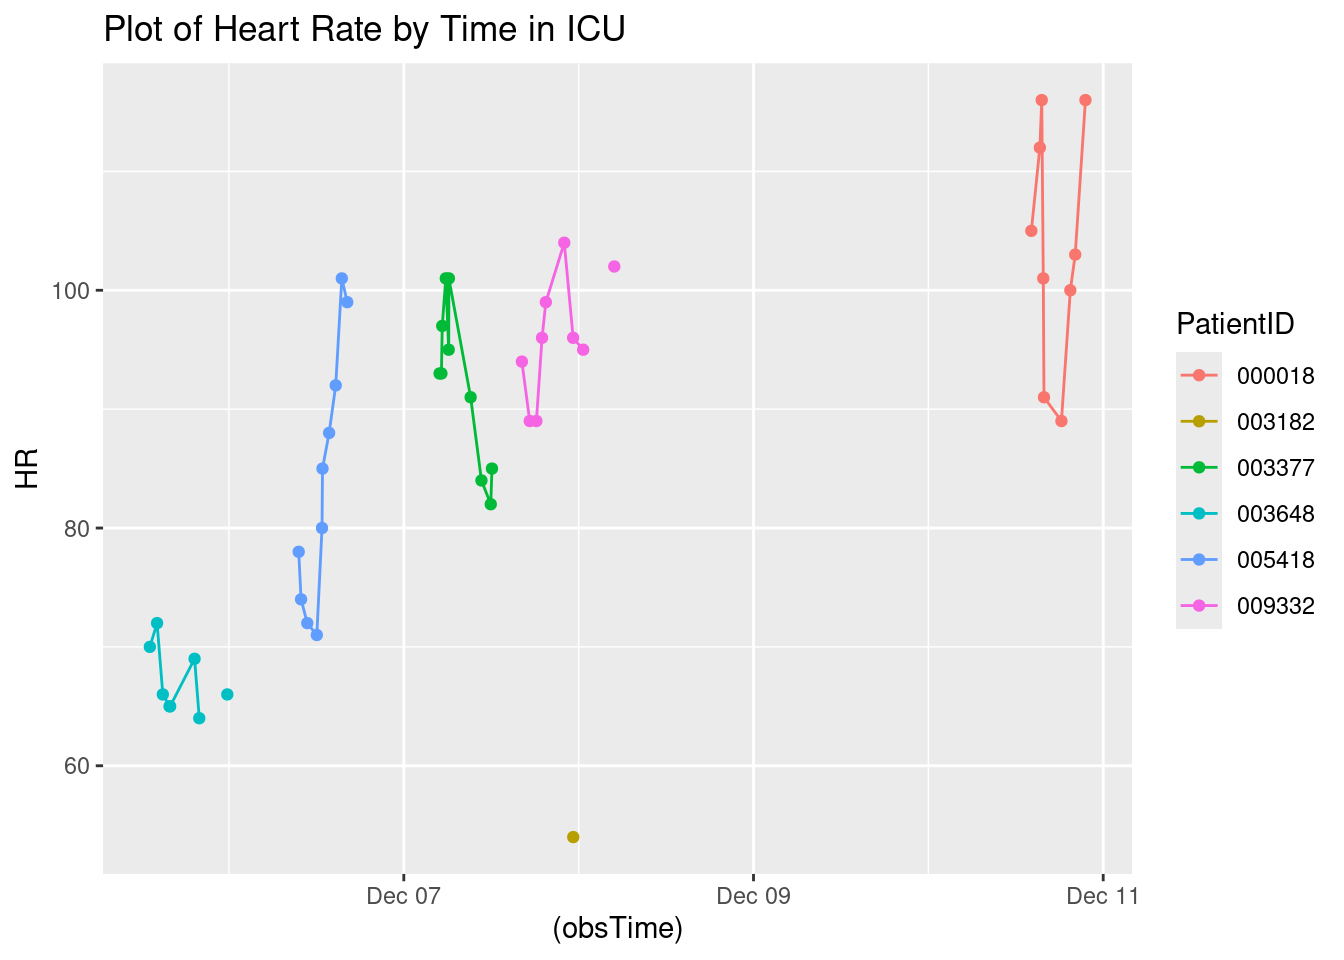 Plot of Heart Rate by Time in ICU
HR
100
80
60
Dec 07
Dec 09
Dec 11
(obsTime)
PatientID
000018
003182
003377
003648
005418
009332